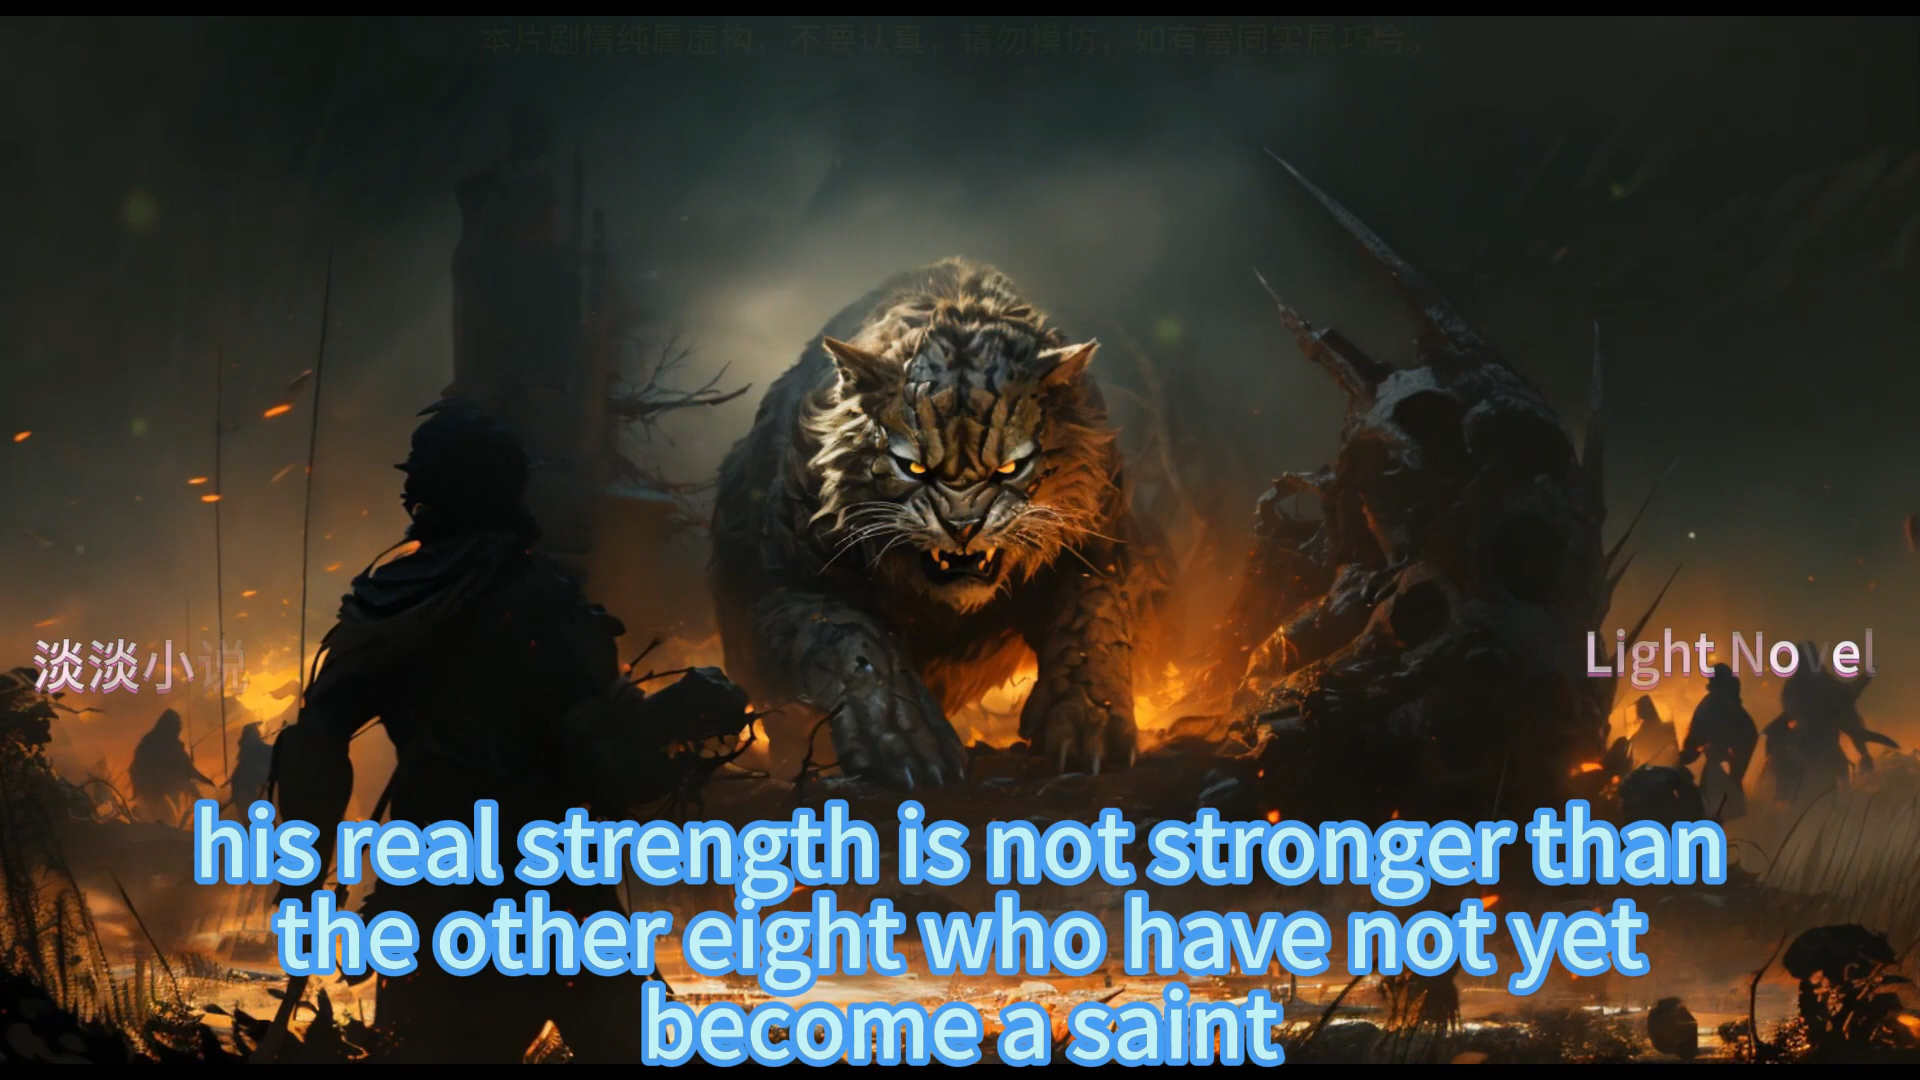 本片剧情纯属虚构，不要认真，请勿模仿，如有雷同实属巧合。
淡淡小说
Light Novel
his real strength is not stronger than
the other eight who have not yet
become a saint